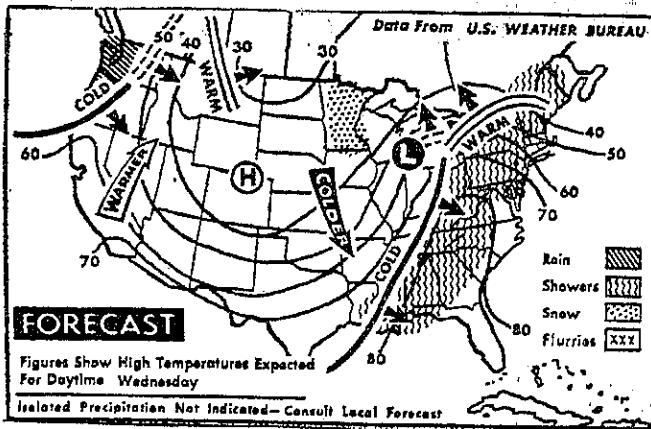 Data From U.S. WEATHER BUREAU
50
40
30
30
COLD
WARM
60
WARMER
H
COLDER
L
WARM
40
50
60
70
70
COLD
80
80
Rain
Showers
Snow
Flurries XXX
FORECAST
Figures Show High Temperatures Expected
For Daytime Wednesday
Isolated Precipitation Not Indicated—Consult Local Forecast